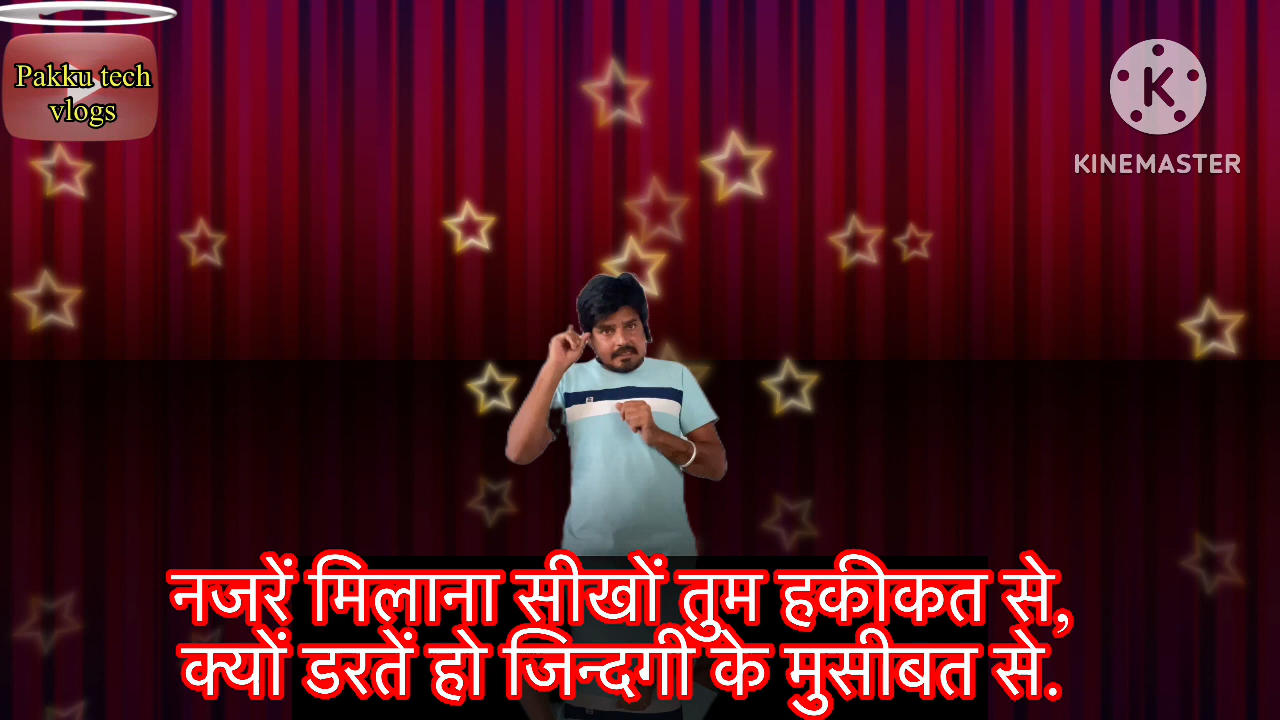 Pakku tech
vlogs
K
KINEMASTER
नजरें मिलाना सीखों तुम हकीकत से,
क्यों डरतें हो जिन्दगी के मुसीबत से.